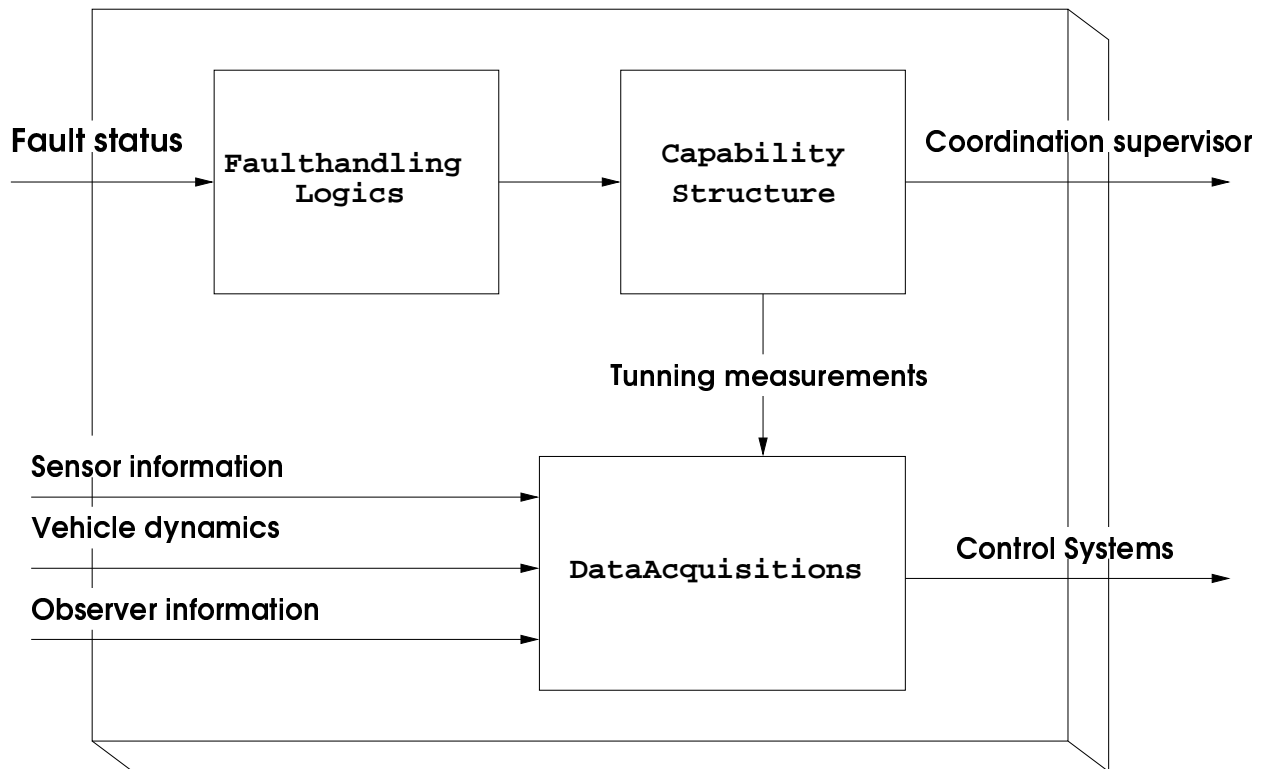 Fault status
Faulthandling
Logics
Capability
Structure
Coordination supervisor
Tunning measurements
Sensor information
Vehicle dynamics
Observer information
DataAcquisitions
Control Systems